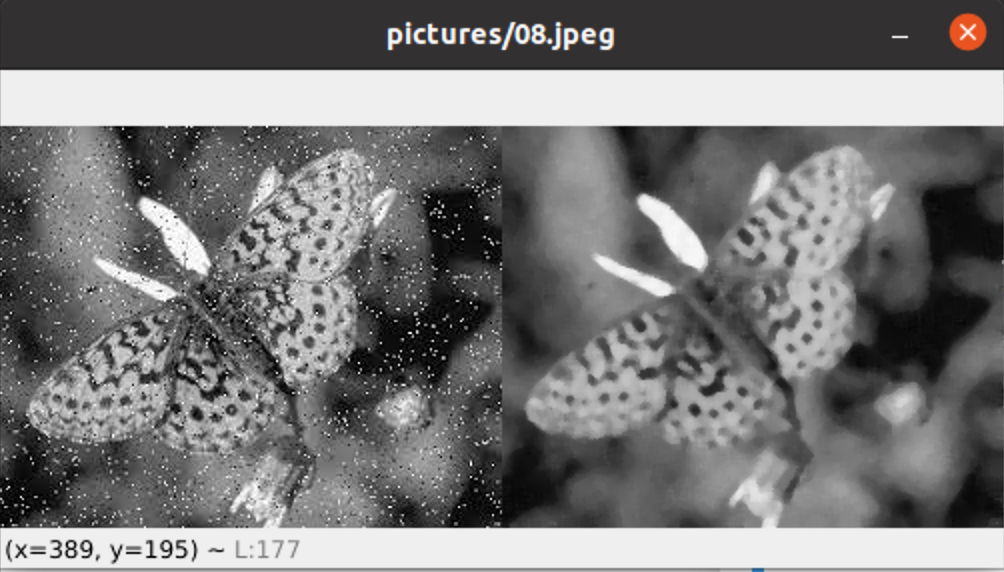 pictures/08.jpeg
(x=389, y=195) ~ L:177